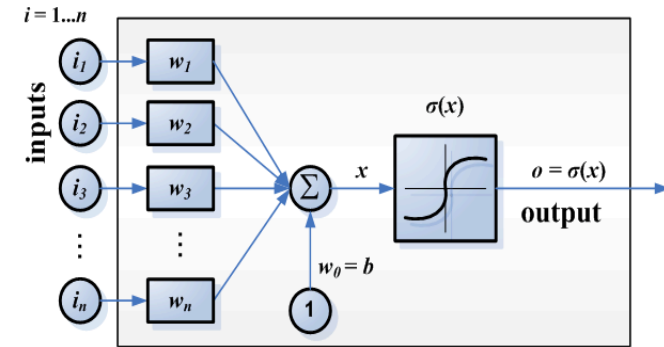 i = 1...n
inputs
i₁
w₁
i₂
w₂
i₃
w₃
⋮
⋮
iₙ
wₙ
Σ
x
σ(x)
o = σ(x)
output
w₀ = b
1